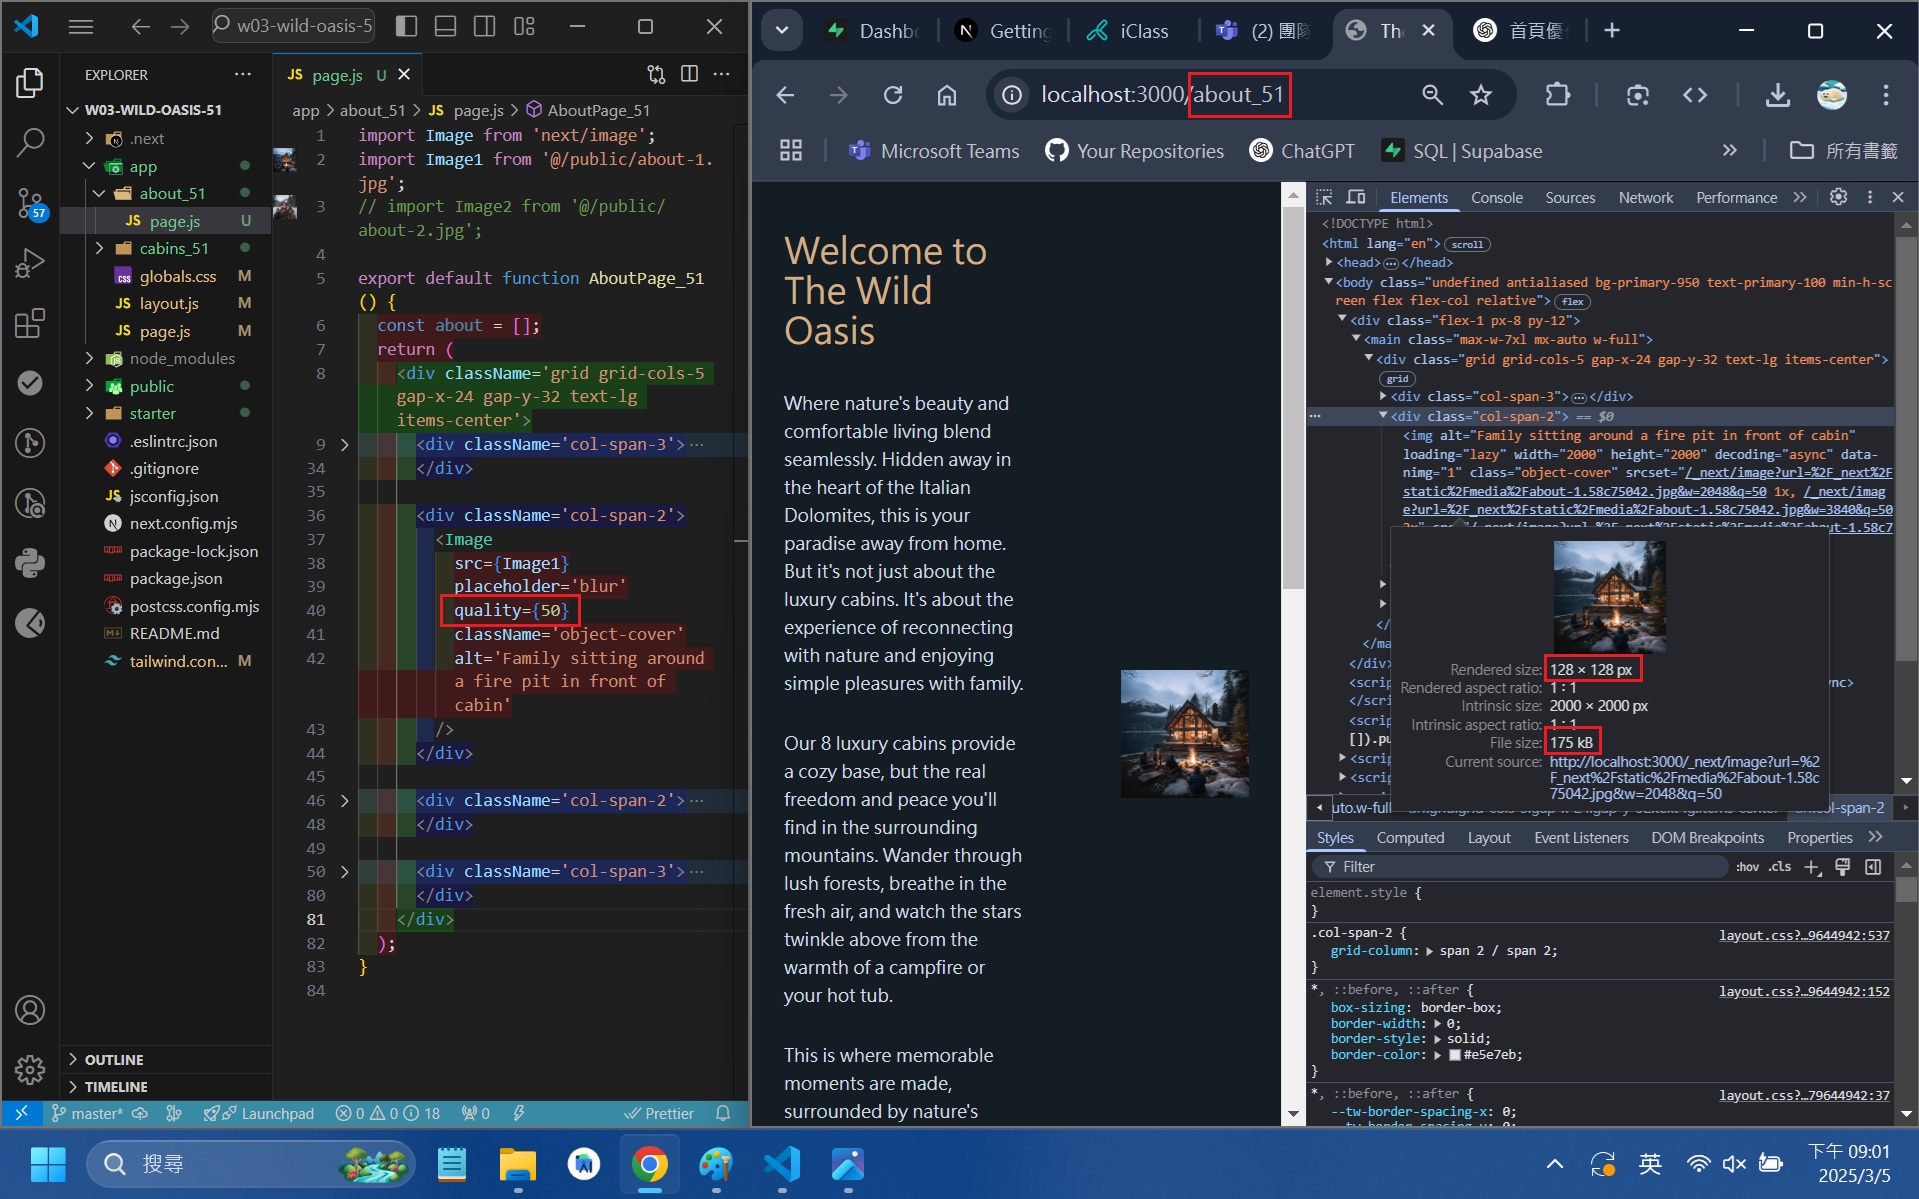 w03-wild-oasis-5
EXPLORER
W03-WILD-OASIS-51
.next
app
about_51
page.js U
cabins_51
globals.css M
layout.js M
page.js M
node_modules
public
starter
.eslintrc.json
.gitignore
jsconfig.json
next.config.mjs
package-lock.json
package.json
postcss.config.mjs
README.md
tailwind.con... M
OUTLINE
TIMELINE
57
JS page.js U
app > about_51 > JS page.js > AboutPage_51
1 import Image from 'next/image';
2 import Image1 from '@/public/about-1.
jpg';
3 // import Image2 from '@/public/
about-2.jpg';
4
5 export default function AboutPage_51
() {
6 const about = [];
7 return (
8 <div className='grid grid-cols-5
gap-x-24 gap-y-32 text-lg
items-center'>
9 <div className='col-span-3'>⋯
34 </div>
35
36 <div className='col-span-2'>
37 <Image
38 src={Image1}
39 placeholder='blur'
40 quality={50}
41 className='object-cover'
42 alt='Family sitting around
a fire pit in front of
cabin'
43 />
44 </div>
45
46 <div className='col-span-2'>⋯
48 </div>
49
50 <div className='col-span-3'>⋯
80 </div>
81 </div>
82 );
83 }
84
master* Launchpad 0 0 18 0 Prettier
Dashb
Getting
iClass
(2) 團隊
Th
首頁優
localhost:3000/about_51
Microsoft Teams
Your Repositories
ChatGPT
SQL | Supabase
所有書籤
Welcome to
The Wild
Oasis
Where nature's beauty and
comfortable living blend
seamlessly. Hidden away in
the heart of the Italian
Dolomites, this is your
paradise away from home.
But it's not just about the
luxury cabins. It's about the
experience of reconnecting
with nature and enjoying
simple pleasures with family.
Our 8 luxury cabins provide
a cozy base, but the real
freedom and peace you'll
find in the surrounding
mountains. Wander through
lush forests, breathe in the
fresh air, and watch the stars
twinkle above from the
warmth of a campfire or
your hot tub.
This is where memorable
moments are made,
surrounded by nature's
Elements Console Sources Network Performance
<!DOCTYPE html>
<html lang="en"> scroll
<head>⋯</head>
<body class="undefined antialiased bg-primary-950 text-primary-100 min-h-sc
reen flex flex-col relative"> flex
<div class="flex-1 px-8 py-12">
<main class="max-w-7xl mx-auto w-full">
<div class="grid grid-cols-5 gap-x-24 gap-y-32 text-lg items-center">
grid
<div class="col-span-3">⋯</div>
<div class="col-span-2"> == $0
<img alt="Family sitting around a fire pit in front of cabin"
loading="lazy" width="2000" height="2000" decoding="async" data-
nimg="1" class="object-cover" srcset="/_next/image?url=%2F_next%2F
static%2Fmedia%2Fabout-1.58c75042.jpg&w=2048&q=50 1x, /_next/imag
e?url=%2F_next%2Fstatic%2Fmedia%2Fabout-1.58c75042.jpg&w=3840&q=50
Rendered size: 128 × 128 px
Rendered aspect ratio: 1∶1
Intrinsic size: 2000 × 2000 px
Intrinsic aspect ratio: 1∶1
File size: 175 kB
Current source: http://localhost:3000/_next/image?url=%2
F_next%2Fstatic%2Fmedia%2Fabout-1.58c
75042.jpg&w=2048&q=50
</
</ma
</div>
<scrip
</scri
<scrip
[]).pu
<scrip
<scrip
Styles Computed Layout Event Listeners DOM Breakpoints Properties
Filter :hov .cls
element.style {
}
.col-span-2 { layout.css?…9644942:537
grid-column: span 2 / span 2;
}
*, ::before, ::after { layout.css?…9644942:152
box-sizing: border-box;
border-width: 0;
border-style: solid;
border-color: #e5e7eb;
}
*, ::before, ::after { layout.css?…79644942:37
--tw-border-spacing-x: 0;
搜尋
英
下午 09:01
2025/3/5